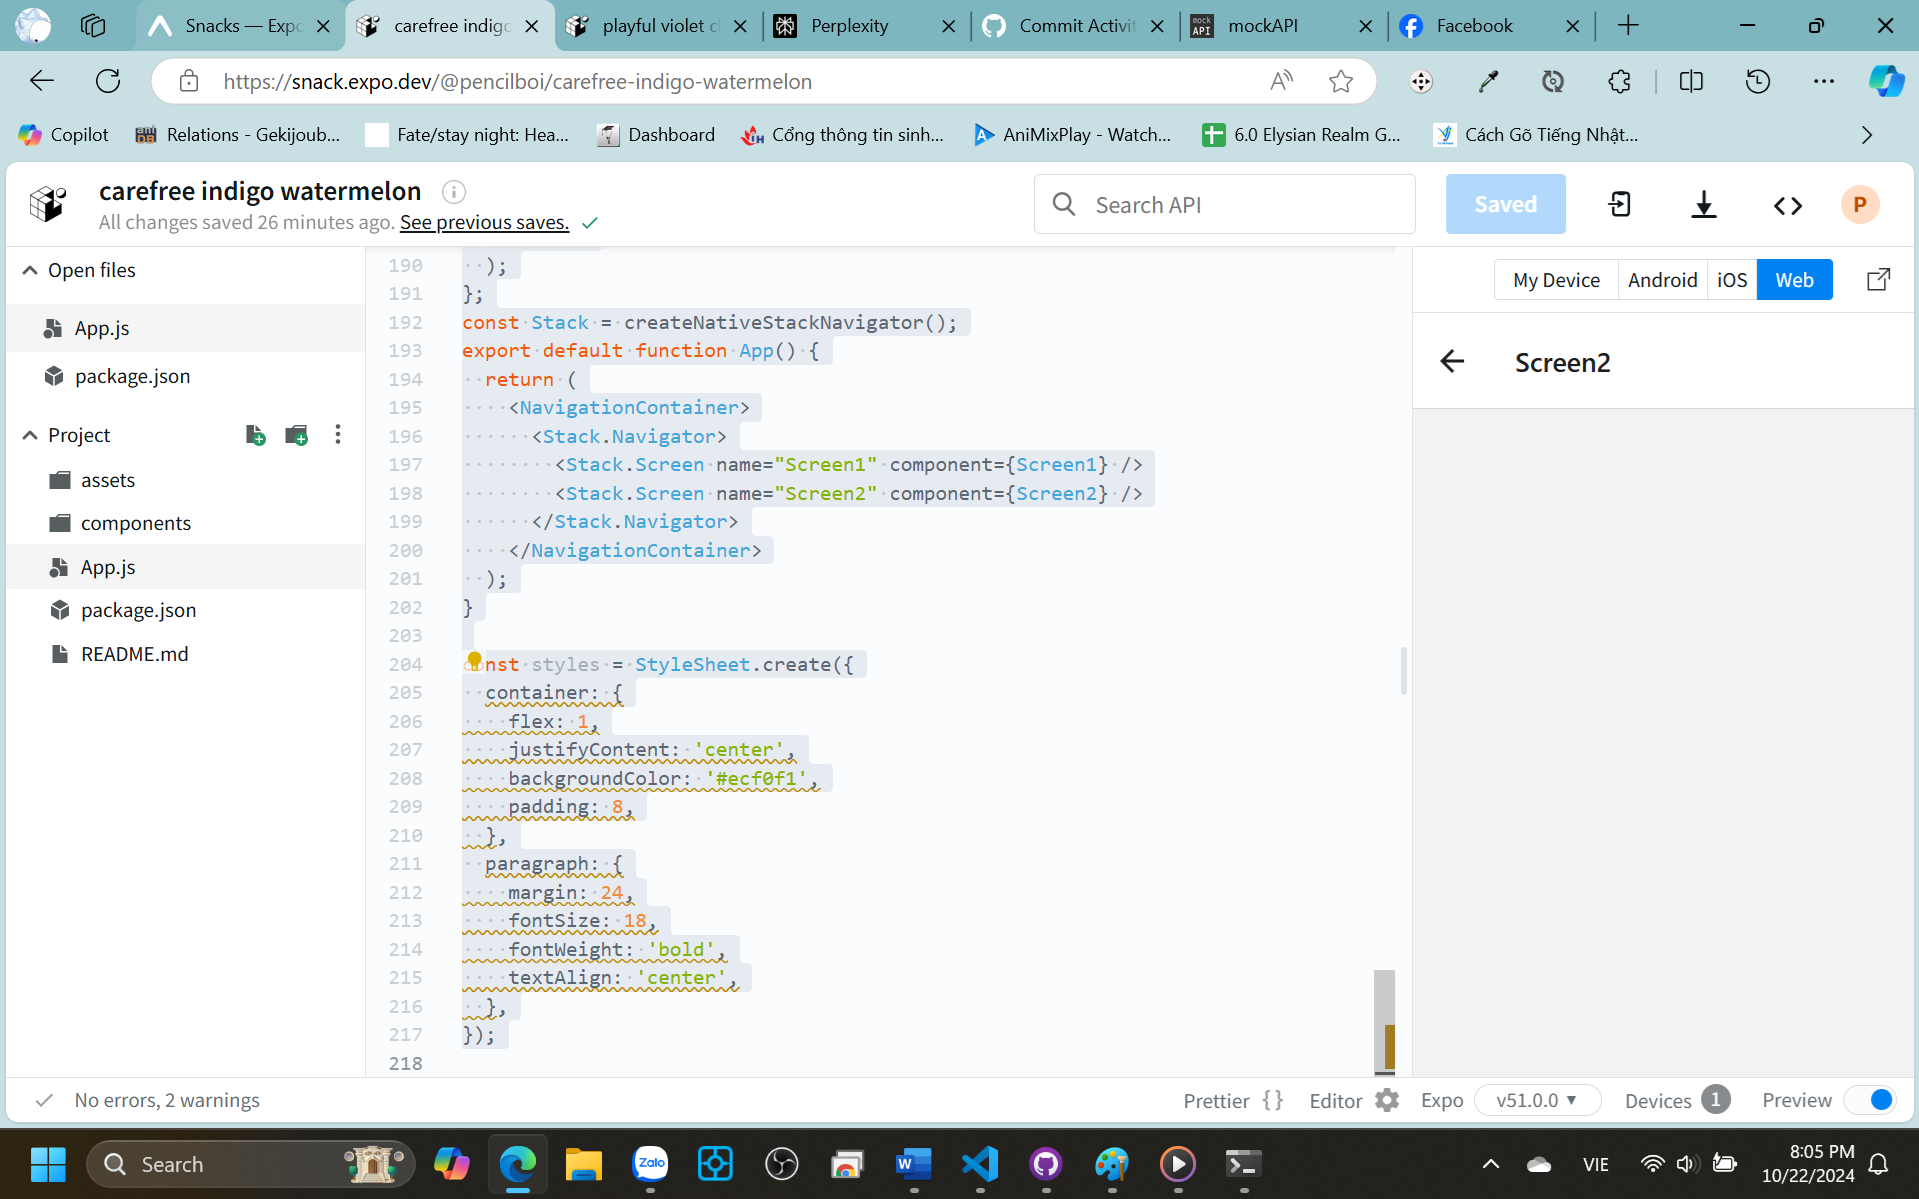 Snacks — Expo
carefree indigo
playful violet c
Perplexity
Commit Activit
mock API
mockAPI
Facebook
https://snack.expo.dev/@pencilboi/carefree-indigo-watermelon
Copilot
Relations - Gekijoub...
Fate/stay night: Hea...
Dashboard
Cổng thông tin sinh...
AniMixPlay - Watch...
6.0 Elysian Realm G...
Cách Gõ Tiếng Nhật...
carefree indigo watermelon
All changes saved 26 minutes ago. See previous saves.
Search API
Saved
P
Open files
App.js
package.json
Project
assets
components
App.js
package.json
README.md
190 );
191 };
192 const Stack = createNativeStackNavigator();
193 export default function App() {
194 return (
195 <NavigationContainer>
196 <Stack.Navigator>
197 <Stack.Screen name="Screen1" component={Screen1} />
198 <Stack.Screen name="Screen2" component={Screen2} />
199 </Stack.Navigator>
200 </NavigationContainer>
201 );
202 }
203
204 const styles = StyleSheet.create({
205 container: {
206 flex: 1,
207 justifyContent: 'center',
208 backgroundColor: '#ecf0f1',
209 padding: 8,
210 },
211 paragraph: {
212 margin: 24,
213 fontSize: 18,
214 fontWeight: 'bold',
215 textAlign: 'center',
216 },
217 });
218
My Device
Android
iOS
Web
Screen2
No errors, 2 warnings
Prettier {}
Editor
Expo
v51.0.0
Devices 1
Preview
Search
Zalo
VIE
8:05 PM
10/22/2024